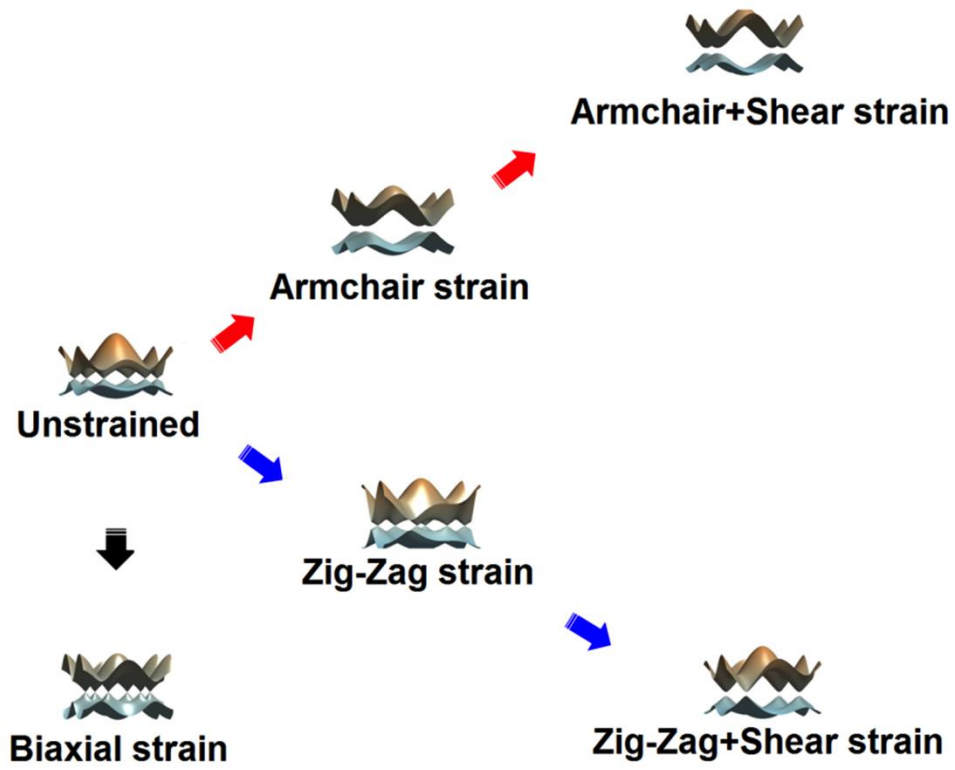 Armchair+Shear strain
Armchair strain
Unstrained
Zig-Zag strain
Zig-Zag+Shear strain
Biaxial strain